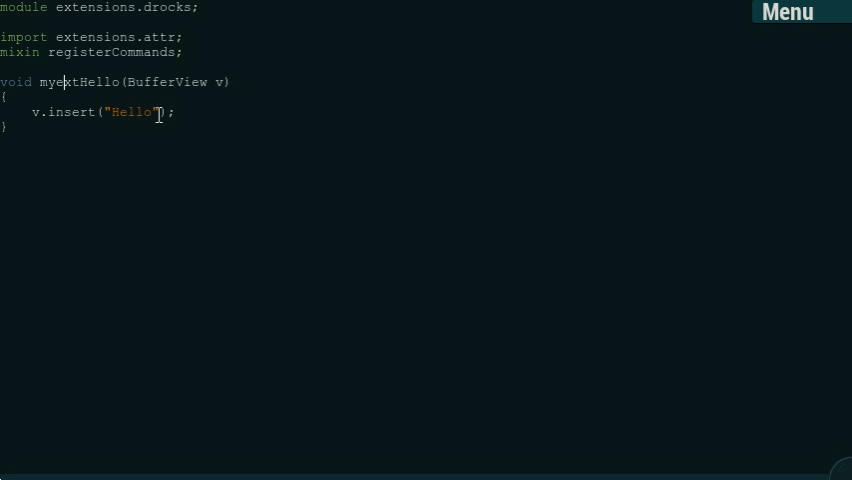 module extensions.drocks;
Menu
import extensions.attr;
mixin registerCommands;
void myextHello(BufferView v)
{
v.insert("Hello");
}